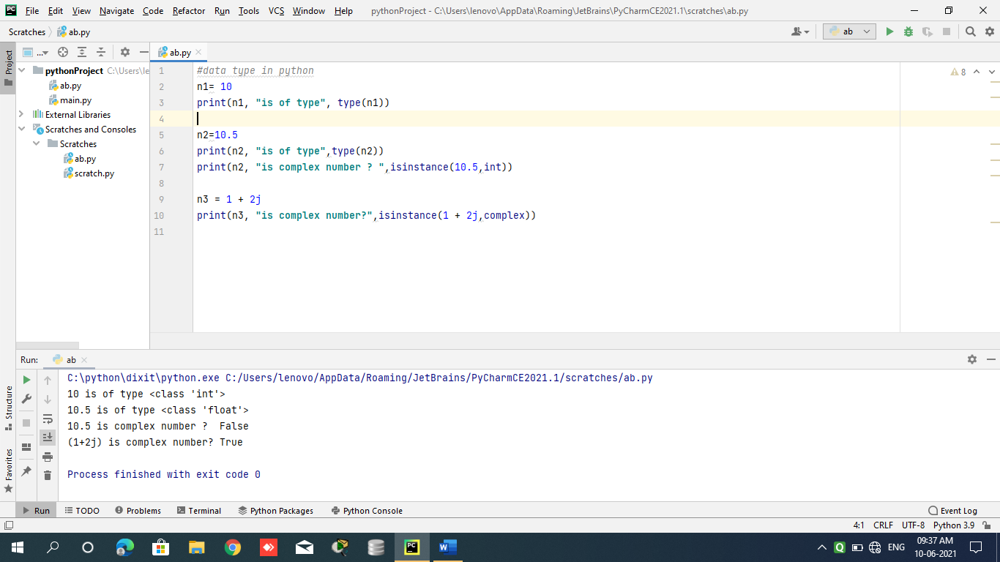 PC File Edit View Navigate Code Refactor Run Tools VCS Window Help pythonProject - C:\Users\lenovo\AppData\Roaming\JetBrains\PyCharmCE2021.1\scratches\ab.py
Scratches ab.py ab
Project ... ab.py
pythonProject C:\Users\le
ab.py
main.py
External Libraries
Scratches and Consoles
Scratches
ab.py
scratch.py
8
1 #data type in python
2 n1= 10
3 print(n1, "is of type", type(n1))
4
5 n2=10.5
6 print(n2, "is of type",type(n2))
7 print(n2, "is complex number ? ",isinstance(10.5,int))
8
9 n3 = 1 + 2j
10 print(n3, "is complex number?",isinstance(1 + 2j,complex))
11
Run: ab
C:\python\dixit\python.exe C:/Users/lenovo/AppData/Roaming/JetBrains/PyCharmCE2021.1/scratches/ab.py
10 is of type <class 'int'>
10.5 is of type <class 'float'>
10.5 is complex number ?  False
(1+2j) is complex number? True
Process finished with exit code 0
Structure
Favorites
Run TODO Problems Terminal Python Packages Python Console Event Log
4:1 CRLF UTF-8 Python 3.9
PC W Q ENG 09:37 AM
10-06-2021